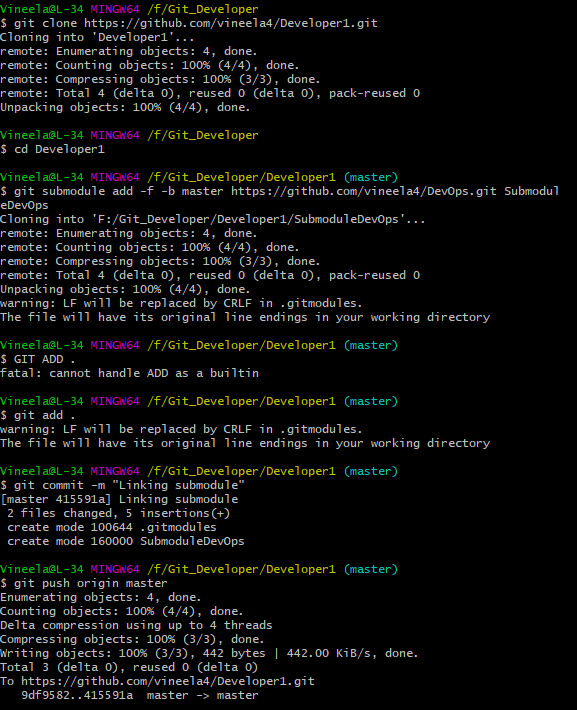 Vineela@L-34 MINGW64 /f/Git_Developer
$ git clone https://github.com/vineela4/Developer1.git
Cloning into 'Developer1'...
remote: Enumerating objects: 4, done.
remote: Counting objects: 100% (4/4), done.
remote: Compressing objects: 100% (3/3), done.
remote: Total 4 (delta 0), reused 0 (delta 0), pack-reused 0
Unpacking objects: 100% (4/4), done.
Vineela@L-34 MINGW64 /f/Git_Developer
$ cd Developer1
Vineela@L-34 MINGW64 /f/Git_Developer/Developer1 (master)
$ git submodule add -f -b master https://github.com/vineela4/DevOps.git Submodul
eDevOps
Cloning into 'F:/Git_Developer/Developer1/SubmoduleDevOps'...
remote: Enumerating objects: 4, done.
remote: Counting objects: 100% (4/4), done.
remote: Compressing objects: 100% (3/3), done.
remote: Total 4 (delta 0), reused 0 (delta 0), pack-reused 0
Unpacking objects: 100% (4/4), done.
warning: LF will be replaced by CRLF in .gitmodules.
The file will have its original line endings in your working directory
Vineela@L-34 MINGW64 /f/Git_Developer/Developer1 (master)
$ GIT ADD .
fatal: cannot handle ADD as a builtin
Vineela@L-34 MINGW64 /f/Git_Developer/Developer1 (master)
$ git add .
warning: LF will be replaced by CRLF in .gitmodules.
The file will have its original line endings in your working directory
Vineela@L-34 MINGW64 /f/Git_Developer/Developer1 (master)
$ git commit -m "Linking submodule"
[master 415591a] Linking submodule
 2 files changed, 5 insertions(+)
 create mode 100644 .gitmodules
 create mode 160000 SubmoduleDevOps
Vineela@L-34 MINGW64 /f/Git_Developer/Developer1 (master)
$ git push origin master
Enumerating objects: 4, done.
Counting objects: 100% (4/4), done.
Delta compression using up to 4 threads
Compressing objects: 100% (3/3), done.
Writing objects: 100% (3/3), 442 bytes | 442.00 KiB/s, done.
Total 3 (delta 0), reused 0 (delta 0)
To https://github.com/vineela4/Developer1.git
   9df9582..415591a  master -> master